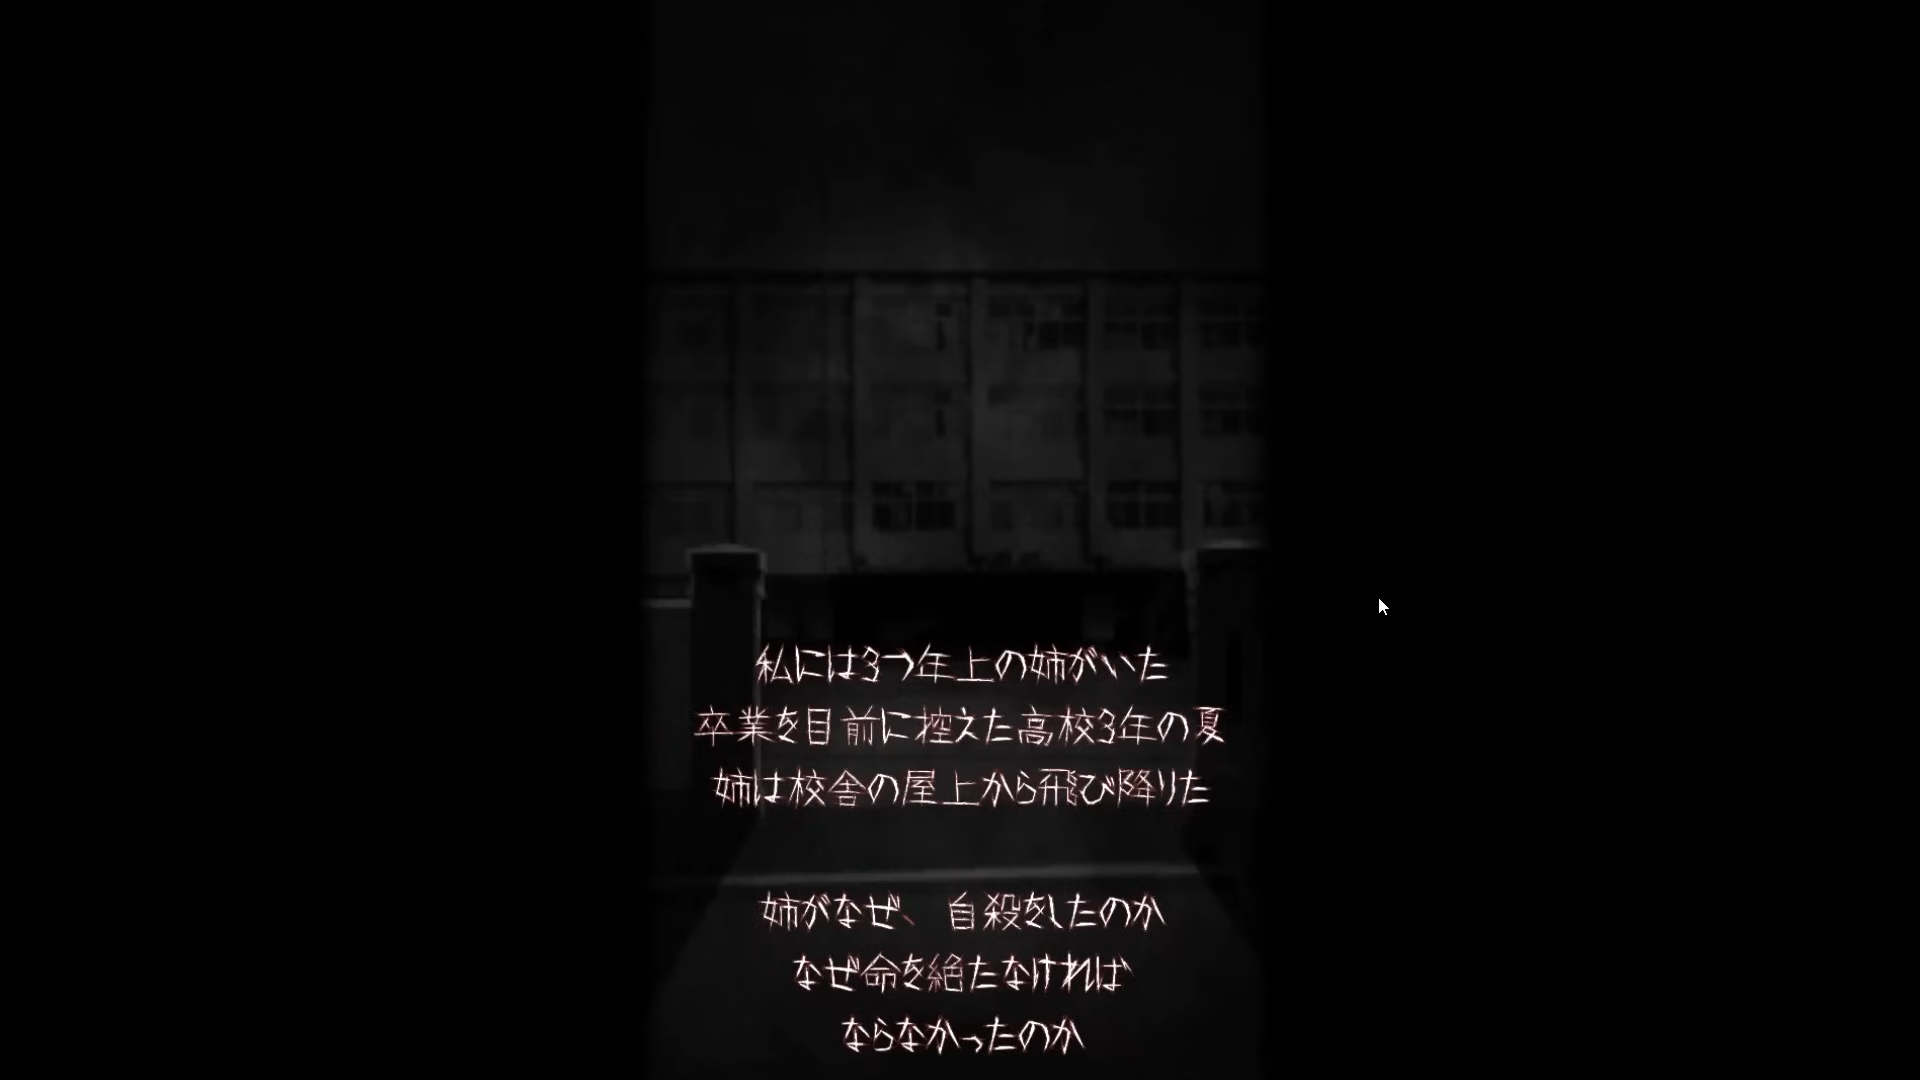 私には3つ年上の姉がいた
卒業を目前に控えた高校3年の夏
姉は校舎の屋上から飛び降りた
姉がなぜ、自殺をしたのか
なぜ命を絶たなければ
ならなかったのか